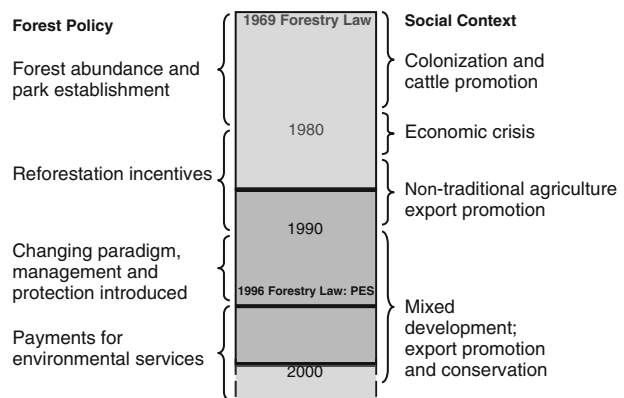 Forest Policy
Forest abundance and
park establishment
Reforestation incentives
Changing paradigm,
management and
protection introduced
Payments for
environmental services
1969 Forestry Law
1980
1990
1996 Forestry Law: PES
2000
Social Context
Colonization and
cattle promotion
Economic crisis
Non-traditional agriculture
export promotion
Mixed
development;
export promotion
and conservation